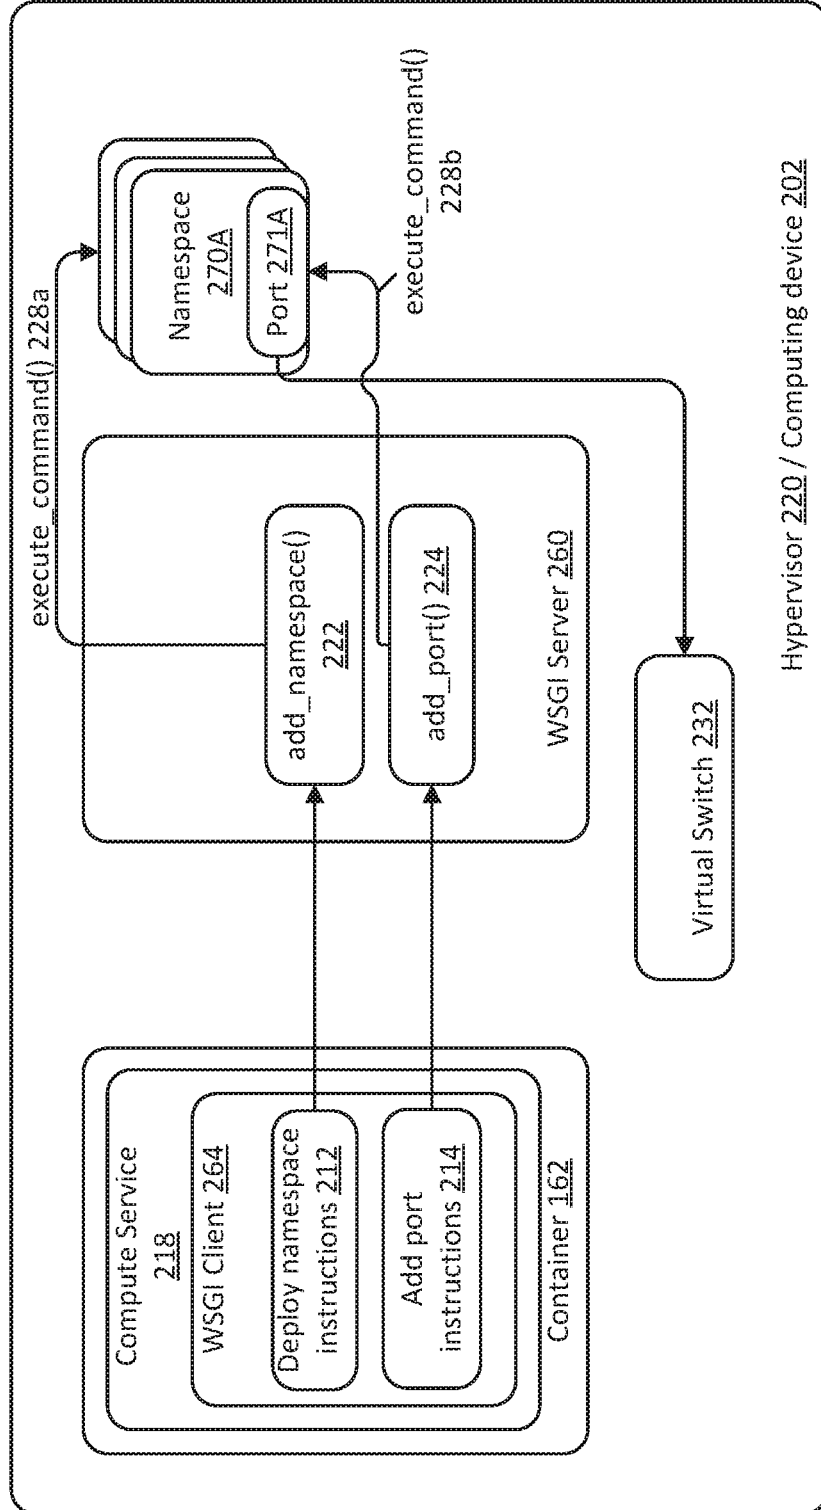 Compute Service
218
WSGI Client 264
Deploy namespace
instructions 212
Add port
instructions 214
Container 162
add_namespace()
222
add_port() 224
WSGI Server 260
execute_command() 228a
Namespace
270A
Port 271A
execute_command()
228b
Virtual Switch 232
Hypervisor 220 / Computing device 202